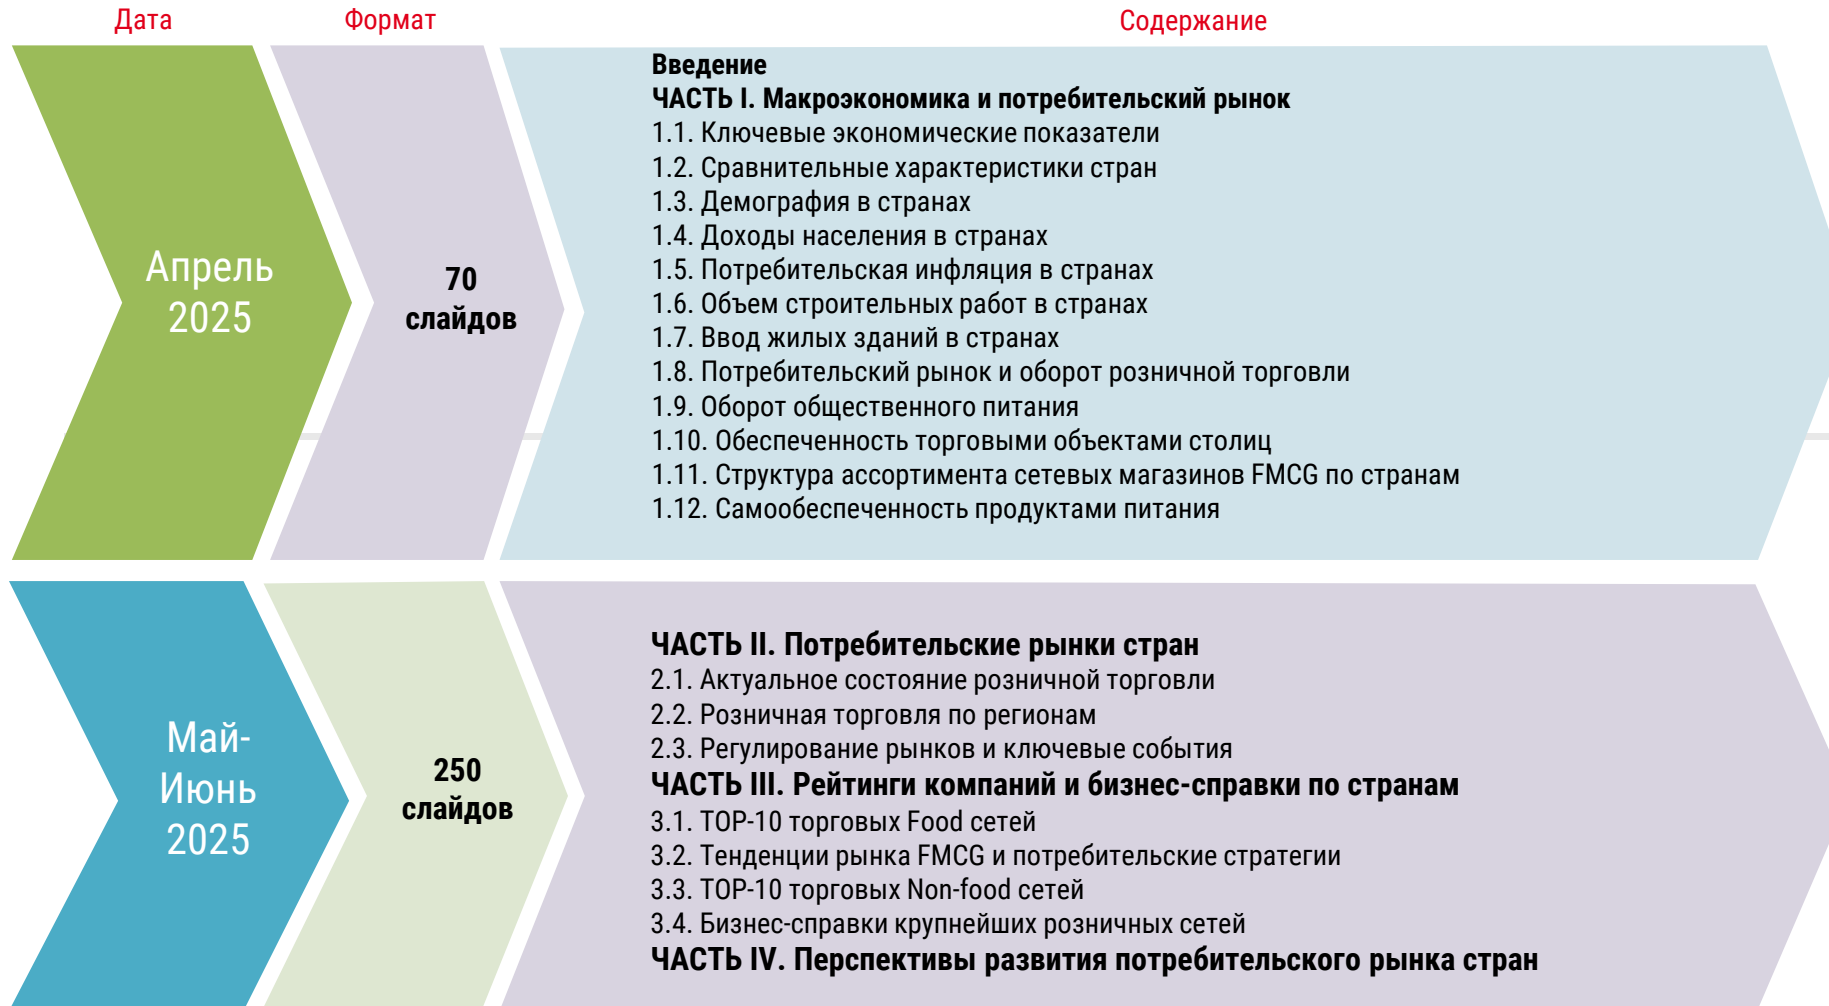 Дата
Формат
Содержание
Апрель
2025
70
слайдов
Введение
ЧАСТЬ I. Макроэкономика и потребительский рынок
1.1. Ключевые экономические показатели
1.2. Сравнительные характеристики стран
1.3. Демография в странах
1.4. Доходы населения в странах
1.5. Потребительская инфляция в странах
1.6. Объем строительных работ в странах
1.7. Ввод жилых зданий в странах
1.8. Потребительский рынок и оборот розничной торговли
1.9. Оборот общественного питания
1.10. Обеспеченность торговыми объектами столиц
1.11. Структура ассортимента сетевых магазинов FMCG по странам
1.12. Самообеспеченность продуктами питания
Май-
Июнь
2025
250
слайдов
ЧАСТЬ II. Потребительские рынки стран
2.1. Актуальное состояние розничной торговли
2.2. Розничная торговля по регионам
2.3. Регулирование рынков и ключевые события
ЧАСТЬ III. Рейтинги компаний и бизнес-справки по странам
3.1. TOP-10 торговых Food сетей
3.2. Тенденции рынка FMCG и потребительские стратегии
3.3. TOP-10 торговых Non-food сетей
3.4. Бизнес-справки крупнейших розничных сетей
ЧАСТЬ IV. Перспективы развития потребительского рынка стран